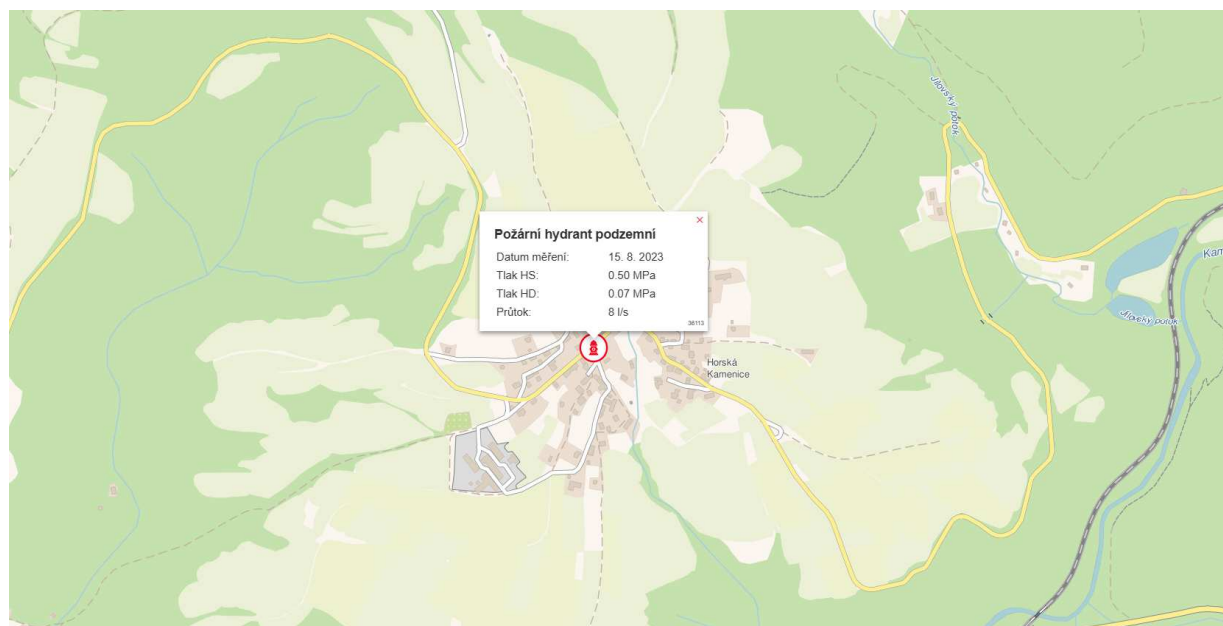 Jílovský potok
×
Požární hydrant podzemní
Datum měření: 15. 8. 2023
Tlak HS: 0.50 MPa
Tlak HD: 0.07 MPa
Průtok: 8 l/s
36113
Kam
Jílovský potok
Horská
Kamenice